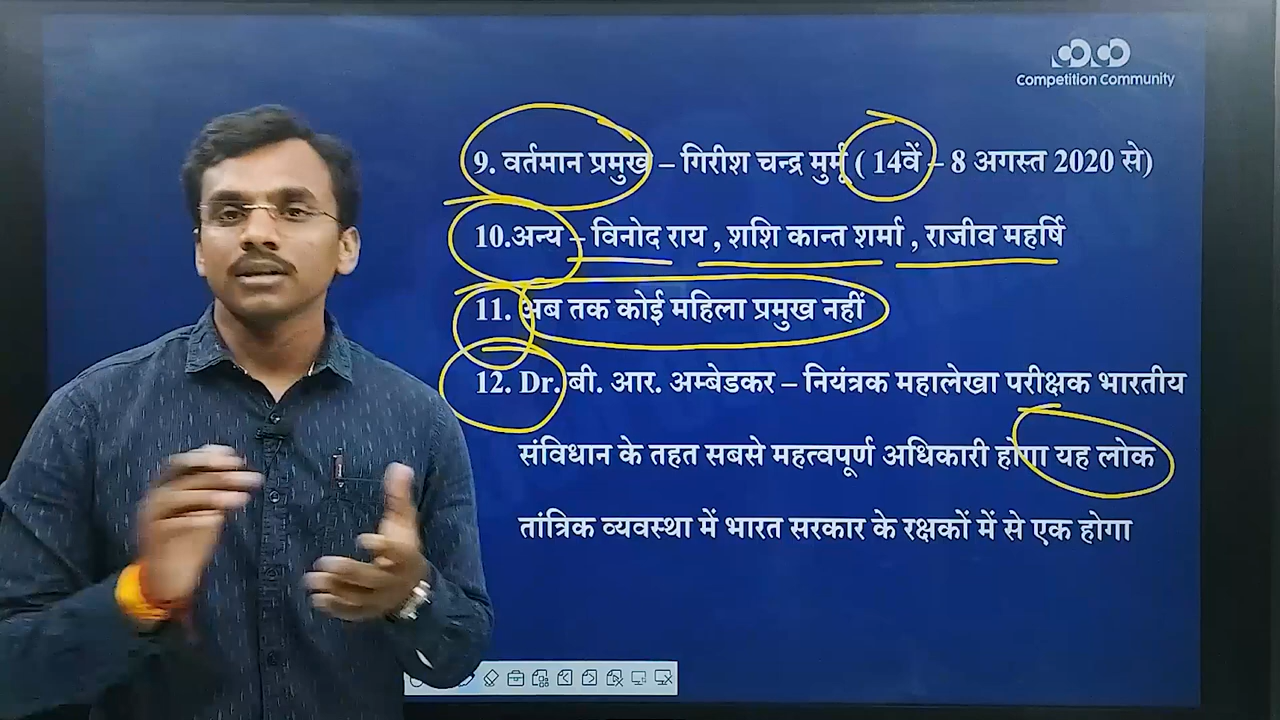 Competition Community
9. वर्तमान प्रमुख – गिरीश चन्द्र मुर्मू ( 14वें – 8 अगस्त 2020 से)
10.अन्य – विनोद राय , शशि कान्त शर्मा , राजीव महर्षि
11. अब तक कोई महिला प्रमुख नहीं
12. Dr. बी. आर. अम्बेडकर – नियंत्रक महालेखा परीक्षक भारतीय
संविधान के तहत सबसे महत्वपूर्ण अधिकारी होगा यह लोक
तांत्रिक व्यवस्था में भारत सरकार के रक्षकों में से एक होगा